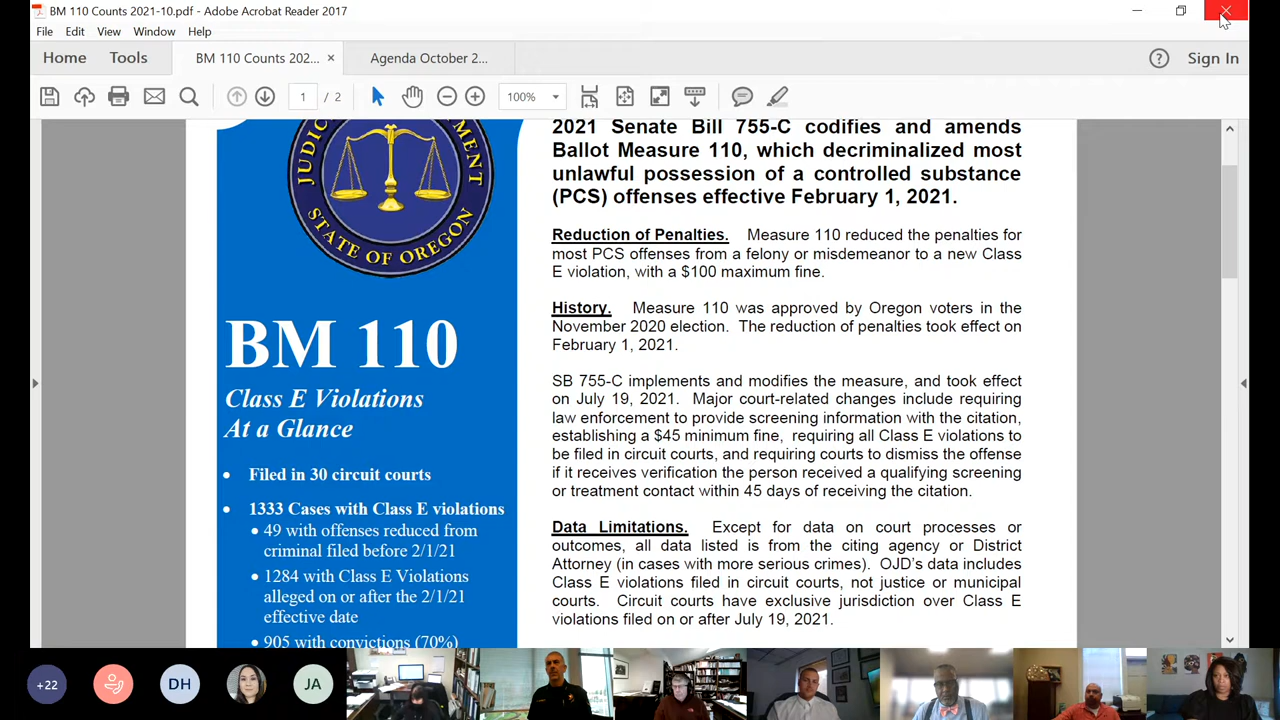 BM 110 Counts 2021-10.pdf - Adobe Acrobat Reader 2017
File Edit View Window Help
Home Tools BM 110 Counts 202... × Agenda October 2... ? Sign In
1 / 2 100%
JUDICIAL DEPARTMENT
STATE OF OREGON
BM 110
Class E Violations
At a Glance
• Filed in 30 circuit courts
• 1333 Cases with Class E violations
• 49 with offenses reduced from
criminal filed before 2/1/21
• 1284 with Class E Violations
alleged on or after the 2/1/21
effective date
• 905 with convictions (70%)
2021 Senate Bill 755-C codifies and amends
Ballot Measure 110, which decriminalized most
unlawful possession of a controlled substance
(PCS) offenses effective February 1, 2021.
Reduction of Penalties. Measure 110 reduced the penalties for
most PCS offenses from a felony or misdemeanor to a new Class
E violation, with a $100 maximum fine.
History. Measure 110 was approved by Oregon voters in the
November 2020 election. The reduction of penalties took effect on
February 1, 2021.
SB 755-C implements and modifies the measure, and took effect
on July 19, 2021. Major court-related changes include requiring
law enforcement to provide screening information with the citation,
establishing a $45 minimum fine, requiring all Class E violations to
be filed in circuit courts, and requiring courts to dismiss the offense
if it receives verification the person received a qualifying screening
or treatment contact within 45 days of receiving the citation.
Data Limitations. Except for data on court processes or
outcomes, all data listed is from the citing agency or District
Attorney (in cases with more serious crimes). OJD's data includes
Class E violations filed in circuit courts, not justice or municipal
courts. Circuit courts have exclusive jurisdiction over Class E
violations filed on or after July 19, 2021.
+22 DH JA